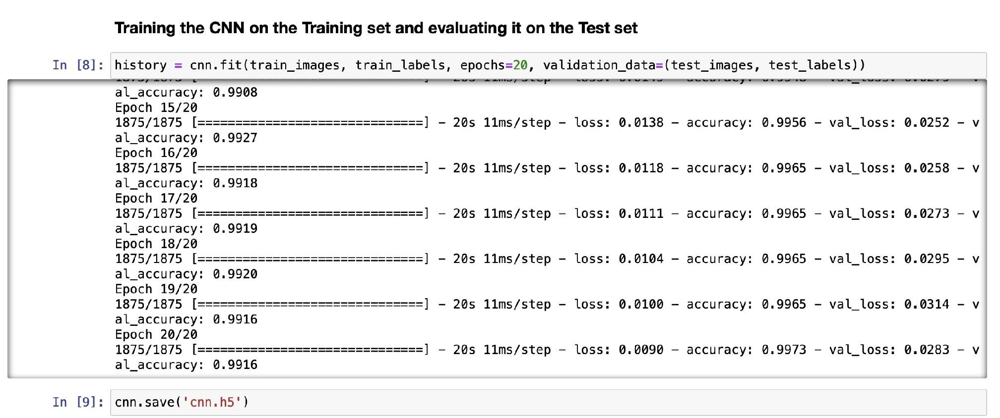 Training the CNN on the Training set and evaluating it on the Test set
In [8]: history = cnn.fit(train_images, train_labels, epochs=20, validation_data=(test_images, test_labels))
al_accuracy: 0.9908
Epoch 15/20
1875/1875 [==============================] - 20s 11ms/step - loss: 0.0138 - accuracy: 0.9956 - val_loss: 0.0252 - v
al_accuracy: 0.9927
Epoch 16/20
1875/1875 [==============================] - 20s 11ms/step - loss: 0.0118 - accuracy: 0.9965 - val_loss: 0.0258 - v
al_accuracy: 0.9918
Epoch 17/20
1875/1875 [==============================] - 20s 11ms/step - loss: 0.0111 - accuracy: 0.9965 - val_loss: 0.0273 - v
al_accuracy: 0.9919
Epoch 18/20
1875/1875 [==============================] - 20s 11ms/step - loss: 0.0104 - accuracy: 0.9965 - val_loss: 0.0295 - v
al_accuracy: 0.9920
Epoch 19/20
1875/1875 [==============================] - 20s 11ms/step - loss: 0.0100 - accuracy: 0.9965 - val_loss: 0.0314 - v
al_accuracy: 0.9916
Epoch 20/20
1875/1875 [==============================] - 20s 11ms/step - loss: 0.0090 - accuracy: 0.9973 - val_loss: 0.0283 - v
al_accuracy: 0.9916
In [9]: cnn.save('cnn.h5')